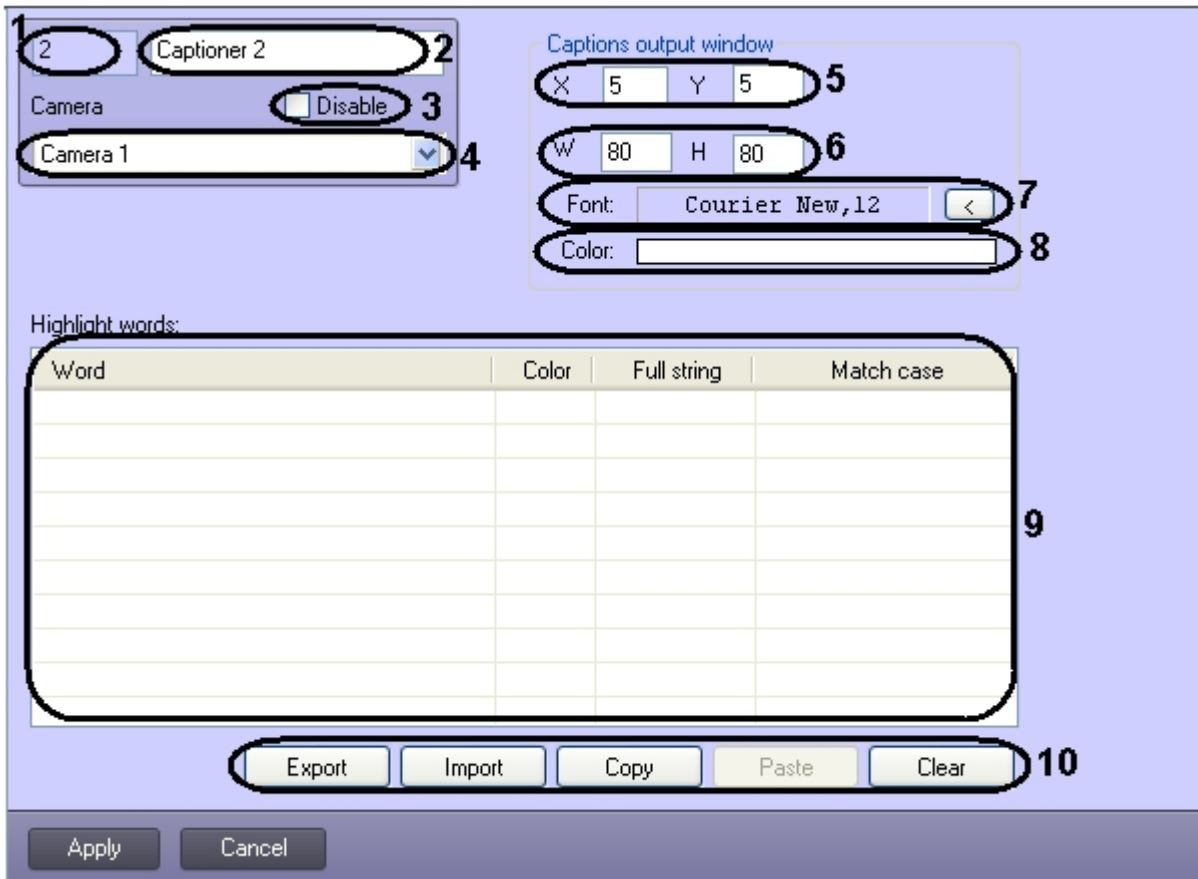 1 2 Captioner 2 2
Camera Disable 3
Camera 1 4
Captions output window
X 5 Y 5 5
W 80 H 80 6
Font: Courier New,12 < 7
Color: 8
Highlight words:
Word Color Full string Match case
9
Export Import Copy Paste Clear 10
Apply Cancel